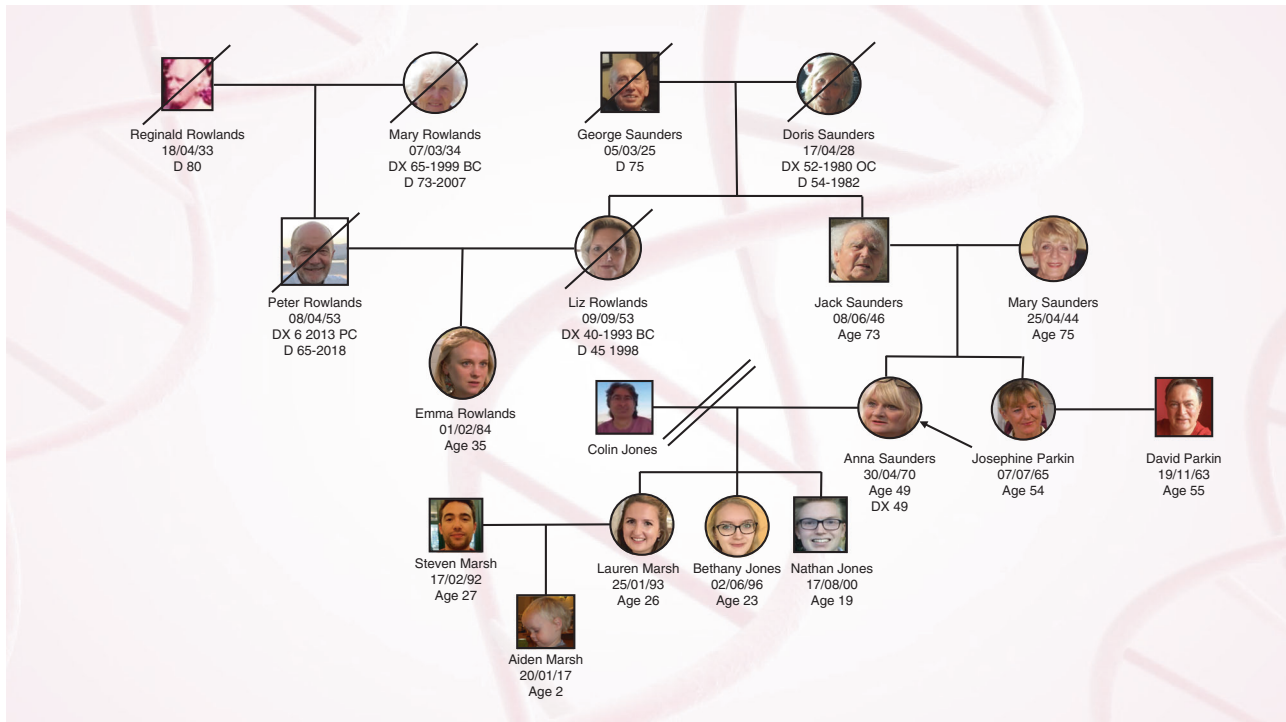 Reginald Rowlands
18/04/33
D 80
Mary Rowlands
07/03/34
DX 65-1999 BC
D 73-2007
George Saunders
05/03/25
D 75
Doris Saunders
17/04/28
DX 52-1980 OC
D 54-1982
Peter Rowlands
08/04/53
DX 6 2013 PC
D 65-2018
Liz Rowlands
09/09/53
DX 40-1993 BC
D 45 1998
Jack Saunders
08/06/46
Age 73
Mary Saunders
25/04/44
Age 75
Emma Rowlands
01/02/84
Age 35
Colin Jones
Anna Saunders
30/04/70
Age 49
DX 49
Josephine Parkin
07/07/65
Age 54
David Parkin
19/11/63
Age 55
Steven Marsh
17/02/92
Age 27
Lauren Marsh
25/01/93
Age 26
Bethany Jones
02/06/96
Age 23
Nathan Jones
17/08/00
Age 19
Aiden Marsh
20/01/17
Age 2